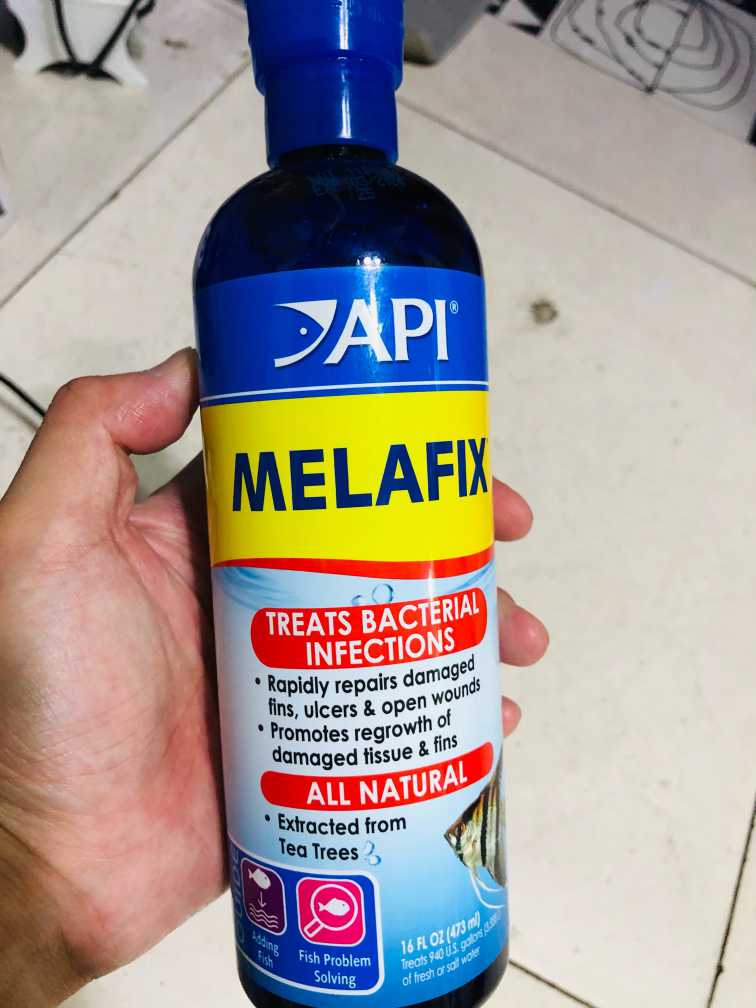 API®
MELAFIX
TREATS BACTERIAL
INFECTIONS
• Rapidly repairs damaged
fins, ulcers & open wounds
• Promotes regrowth of
damaged tissue & fins
ALL NATURAL
• Extracted from
Tea Trees
Adding
Fish
Fish Problem
Solving
16 FL OZ (473 ml)
Treats 940 U.S. gallons
of fresh or salt water